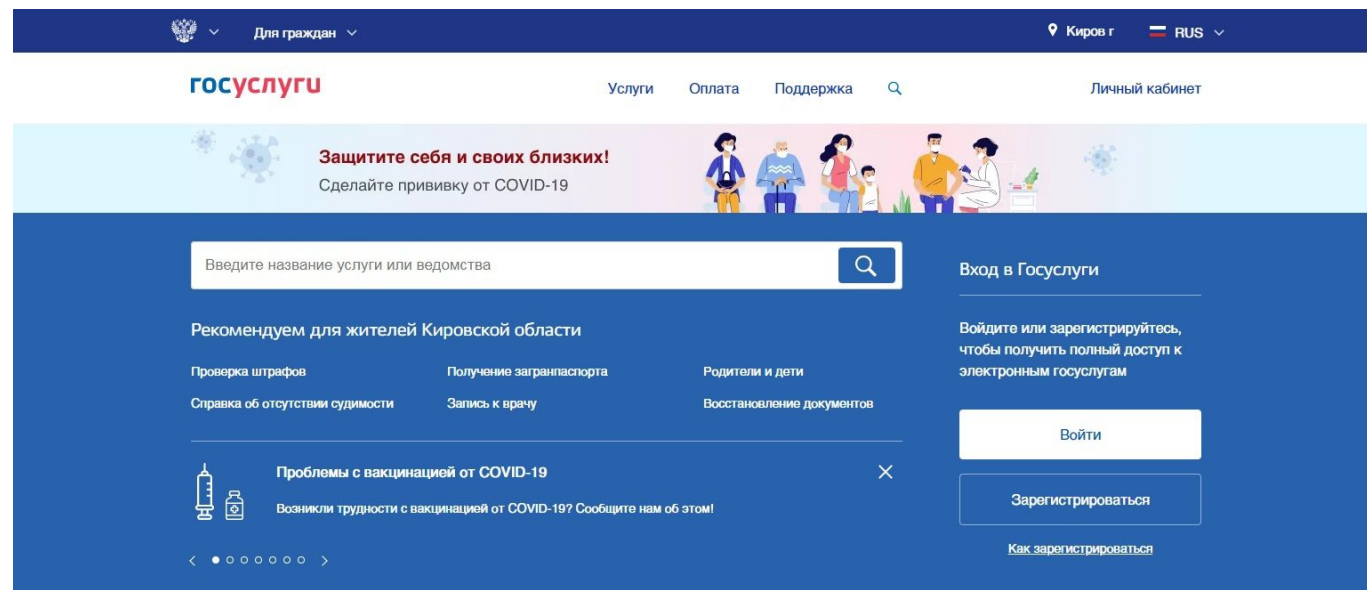 Для граждан
Киров г
RUS
госуслуги
Услуги
Оплата
Поддержка
Личный кабинет
Защитите себя и своих близких!
Сделайте прививку от COVID-19
Введите название услуги или ведомства
Рекомендуем для жителей Кировской области
Проверка штрафов
Получение загранпаспорта
Родители и дети
Справка об отсутствии судимости
Запись к врачу
Восстановление документов
Проблемы с вакцинацией от COVID-19
Возникли трудности с вакцинацией от COVID-19? Сообщите нам об этом!
Вход в Госуслуги
Войдите или зарегистрируйтесь,
чтобы получить полный доступ к
электронным госуслугам
Войти
Зарегистрироваться
Как зарегистрироваться